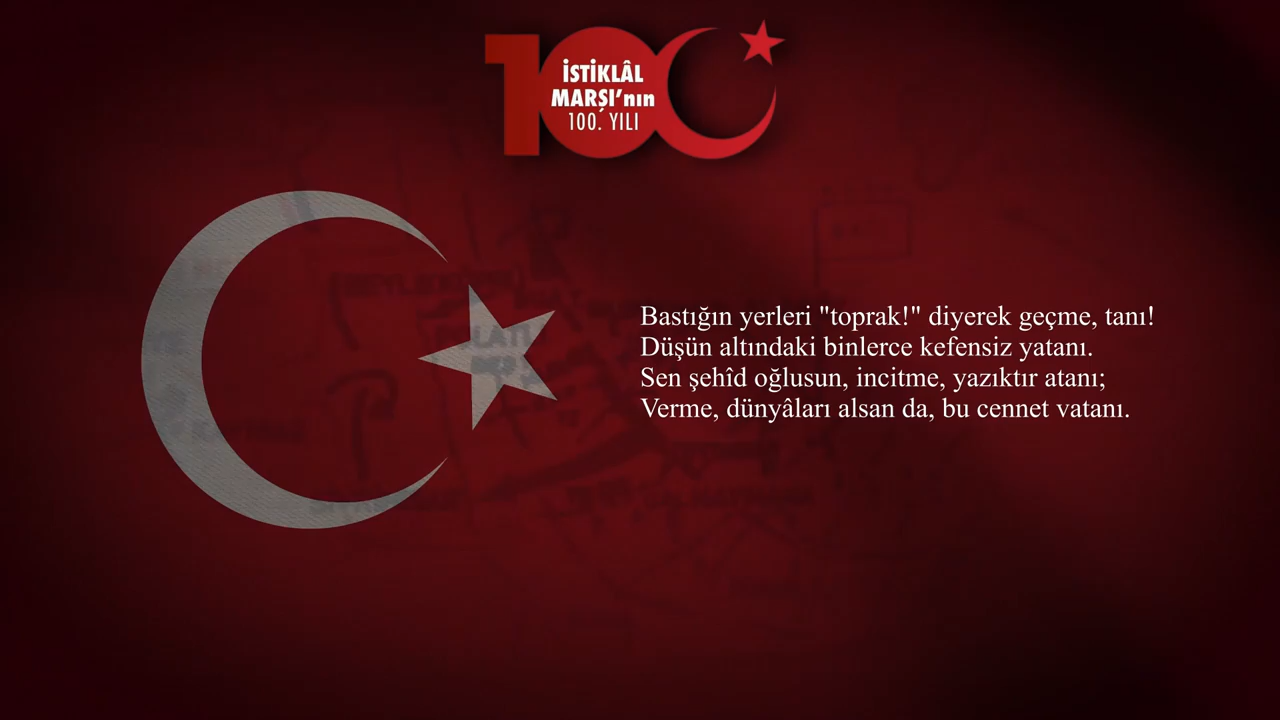 İSTİKLÂL
MARŞI'nın
100. YILI
Bastığın yerleri "toprak!" diyerek geçme, tanı!
Düşün altındaki binlerce kefensiz yatanı.
Sen şehîd oğlusun, incitme, yazıktır atanı;
Verme, dünyâları alsan da, bu cennet vatanı.